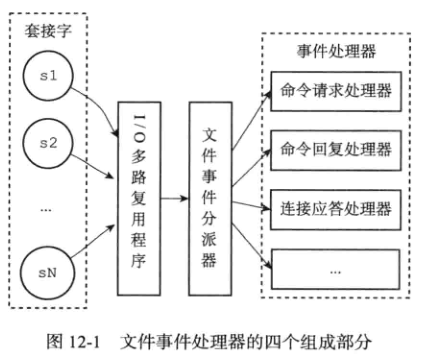 套接字
s1
s2
...
sN
I/O多路复用程序
文件事件分派器
事件处理器
命令请求处理器
命令回复处理器
连接应答处理器
...
图 12-1 文件事件处理器的四个组成部分